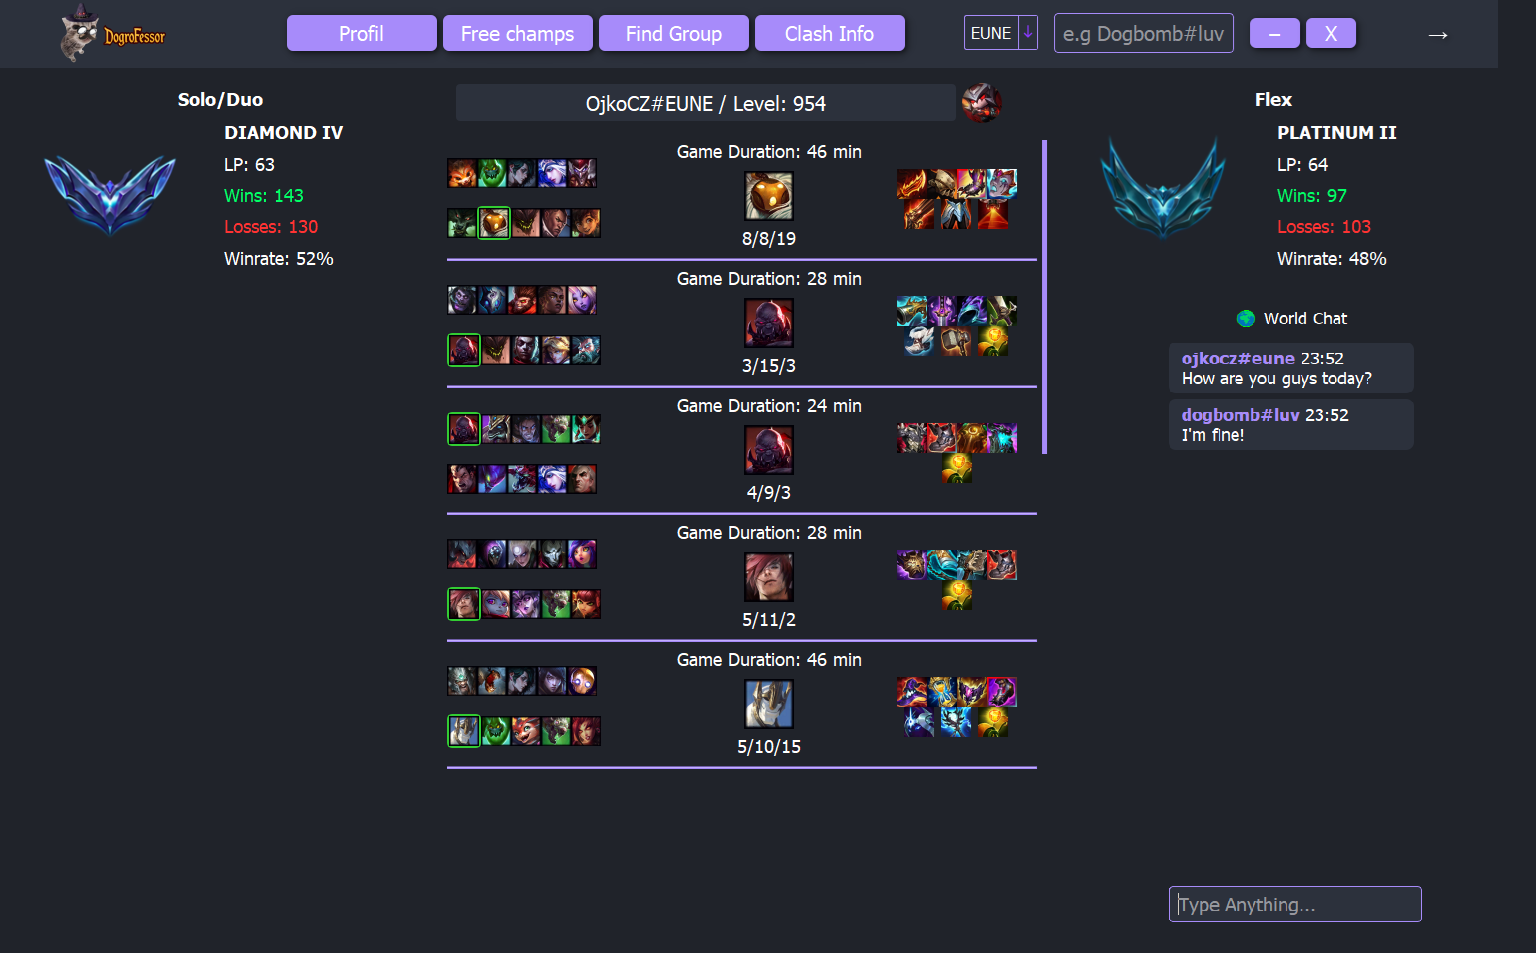 DogroFessor
Profil
Free champs
Find Group
Clash Info
EUNE ↓
e.g Dogbomb#luv
–
X
→
Solo/Duo
DIAMOND IV
LP: 63
Wins: 143
Losses: 130
Winrate: 52%
OjkoCZ#EUNE / Level: 954
Game Duration: 46 min
8/8/19
Game Duration: 28 min
3/15/3
Game Duration: 24 min
4/9/3
Game Duration: 28 min
5/11/2
Game Duration: 46 min
5/10/15
Flex
PLATINUM II
LP: 64
Wins: 97
Losses: 103
Winrate: 48%
World Chat
ojkocz#eune 23:52
How are you guys today?
dogbomb#luv 23:52
I'm fine!
Type Anything...